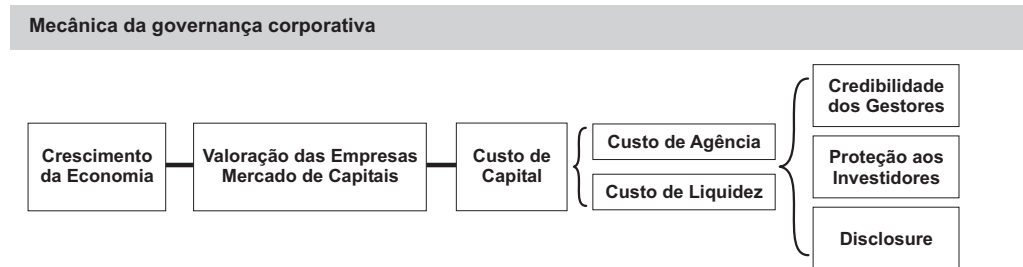 Mecânica da governança corporativa
Crescimento
da Economia
Valoração das Empresas
Mercado de Capitais
Custo de
Capital
Custo de Agência
Custo de Liquidez
Credibilidade
dos Gestores
Proteção aos
Investidores
Disclosure